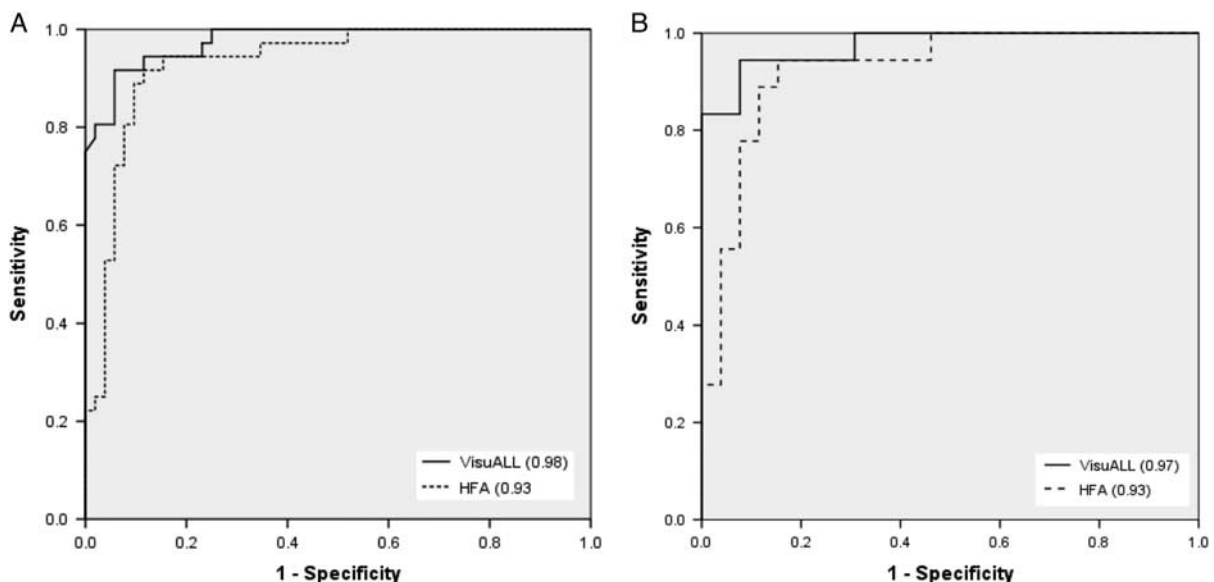 A
1.0
0.8
0.6
0.4
0.2
0.0
Sensitivity
VisuALL (0.98)
HFA (0.93
0.0 0.2 0.4 0.6 0.8 1.0
1 - Specificity
B
1.0
0.8
0.6
0.4
0.2
0.0
Sensitivity
VisuALL (0.97)
HFA (0.93)
0.0 0.2 0.4 0.6 0.8 1.0
1 - Specificity